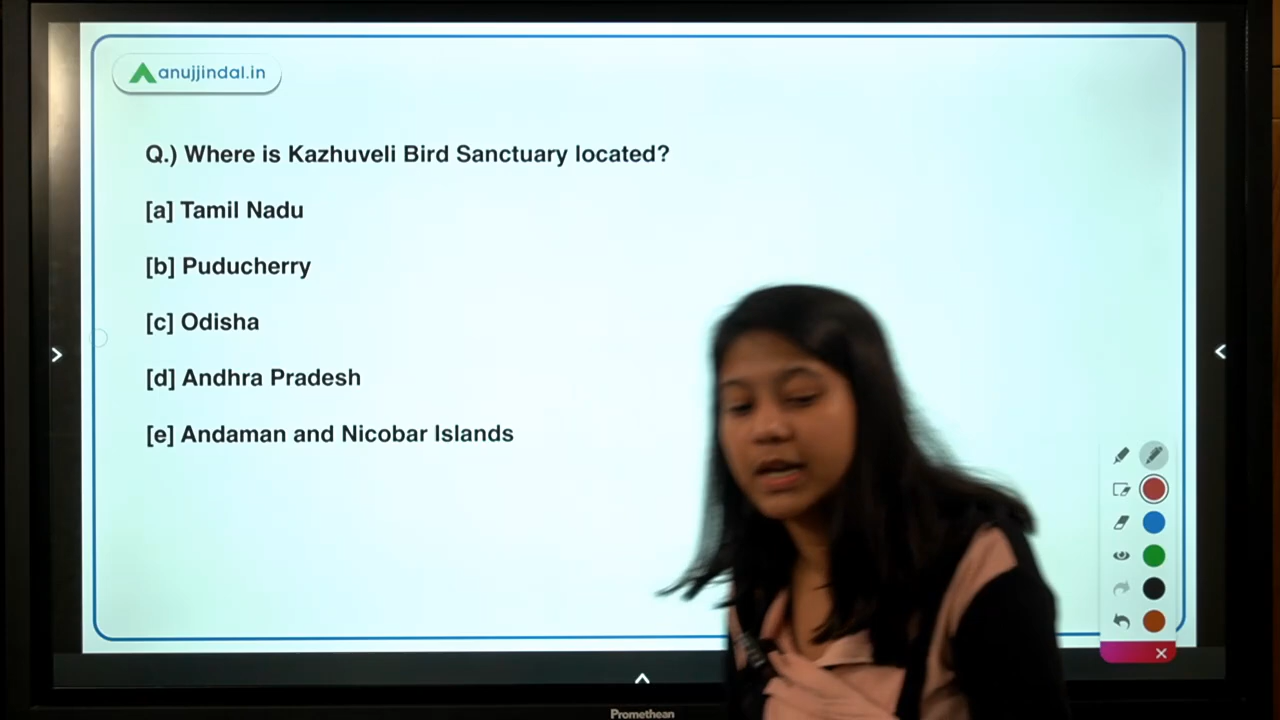 anujjindal.in
Q.) Where is Kazhuveli Bird Sanctuary located?
[a] Tamil Nadu
[b] Puducherry
[c] Odisha
[d] Andhra Pradesh
[e] Andaman and Nicobar Islands
Promethean